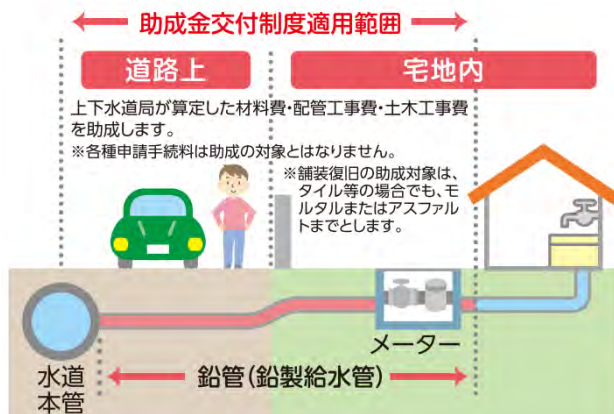 助成金交付制度適用範囲
道路上
宅地内
上下水道局が算定した材料費・配管工事費・土木工事費
を助成します。
※各種申請手続料は助成の対象とはなりません。
※舗装復旧の助成対象は、
タイル等の場合でも、モ
ルタルまたはアスファル
トまでとします。
メーター
水道
本管
鉛管(鉛製給水管)